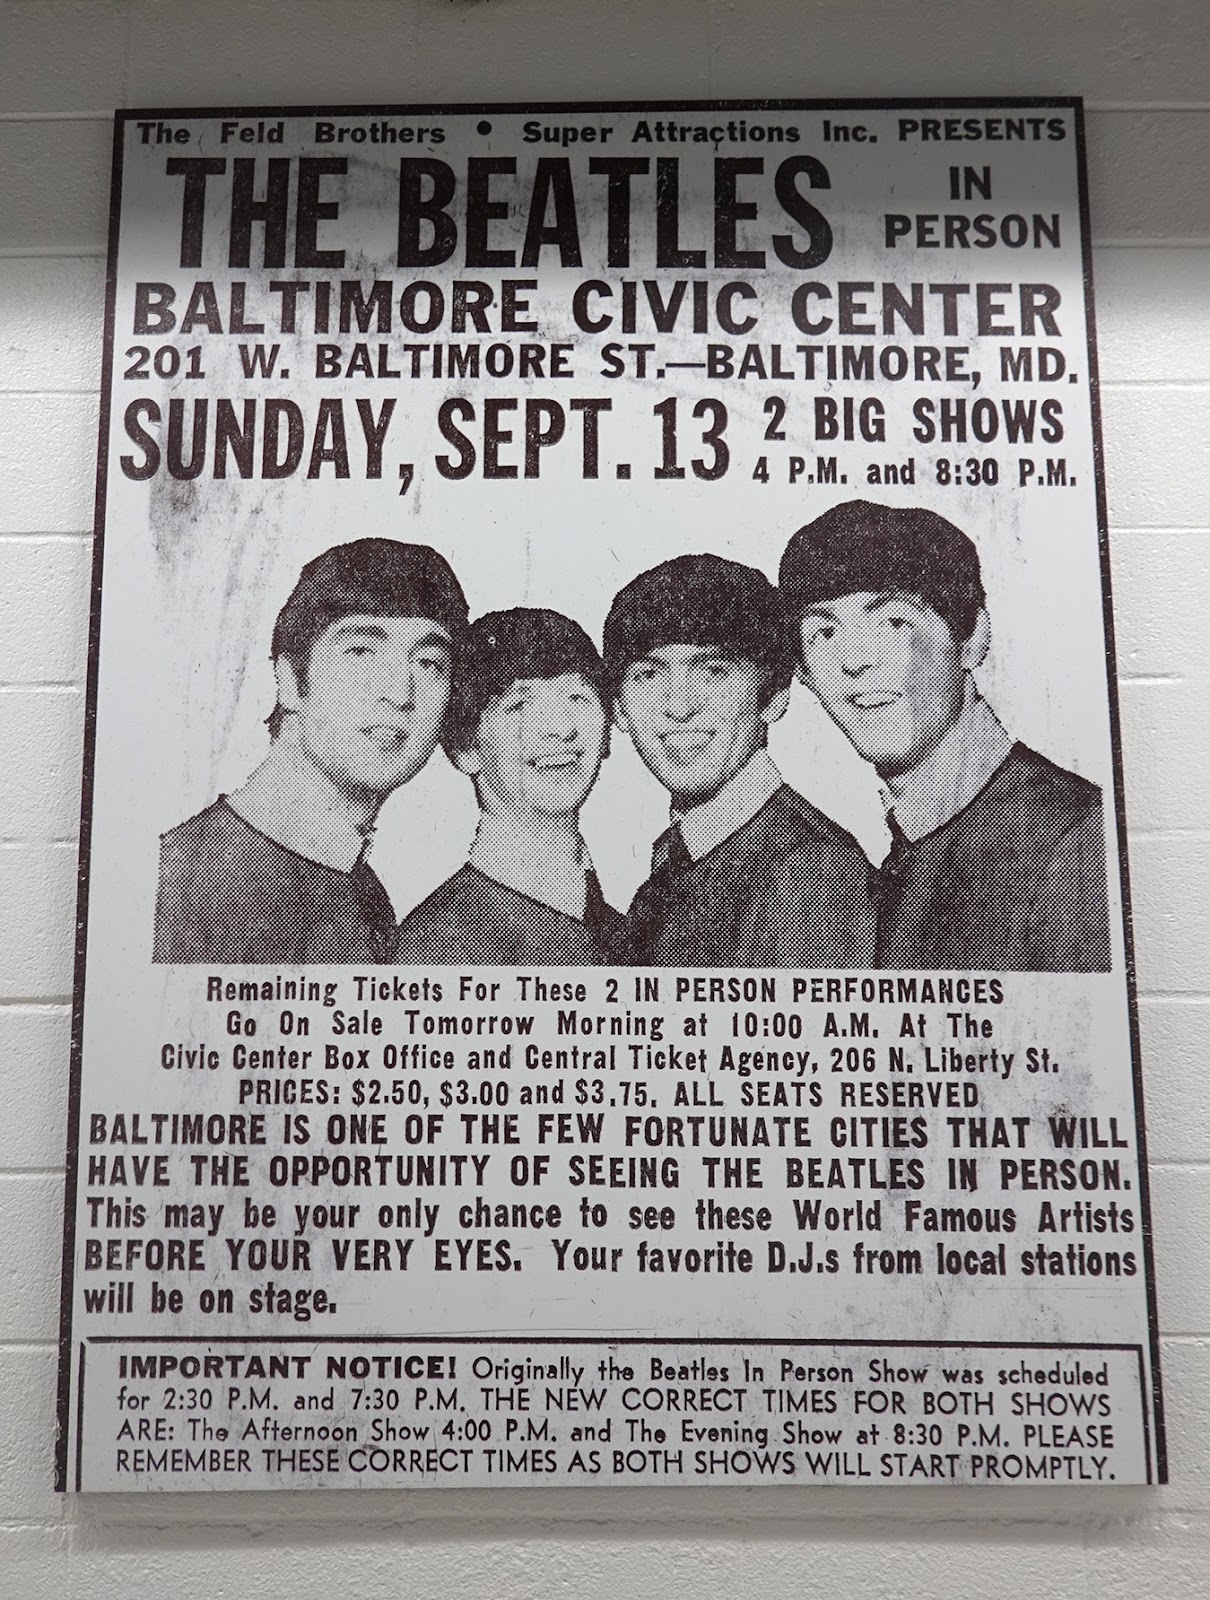 The Feld Brothers • Super Attractions Inc. PRESENTS
THE BEATLES IN PERSON
BALTIMORE CIVIC CENTER
201 W. BALTIMORE ST.—BALTIMORE, MD.
SUNDAY, SEPT. 13 2 BIG SHOWS
4 P.M. and 8:30 P.M.
Remaining Tickets For These 2 IN PERSON PERFORMANCES
Go On Sale Tomorrow Morning at 10:00 A.M. At The
Civic Center Box Office and Central Ticket Agency, 206 N. Liberty St.
PRICES: $2.50, $3.00 and $3.75. ALL SEATS RESERVED
BALTIMORE IS ONE OF THE FEW FORTUNATE CITIES THAT WILL
HAVE THE OPPORTUNITY OF SEEING THE BEATLES IN PERSON.
This may be your only chance to see these World Famous Artists
BEFORE YOUR VERY EYES. Your favorite D.J.s from local stations
will be on stage.
IMPORTANT NOTICE! Originally the Beatles In Person Show was scheduled
for 2:30 P.M. and 7:30 P.M. THE NEW CORRECT TIMES FOR BOTH SHOWS
ARE: The Afternoon Show 4:00 P.M. and The Evening Show at 8:30 P.M. PLEASE
REMEMBER THESE CORRECT TIMES AS BOTH SHOWS WILL START PROMPTLY.